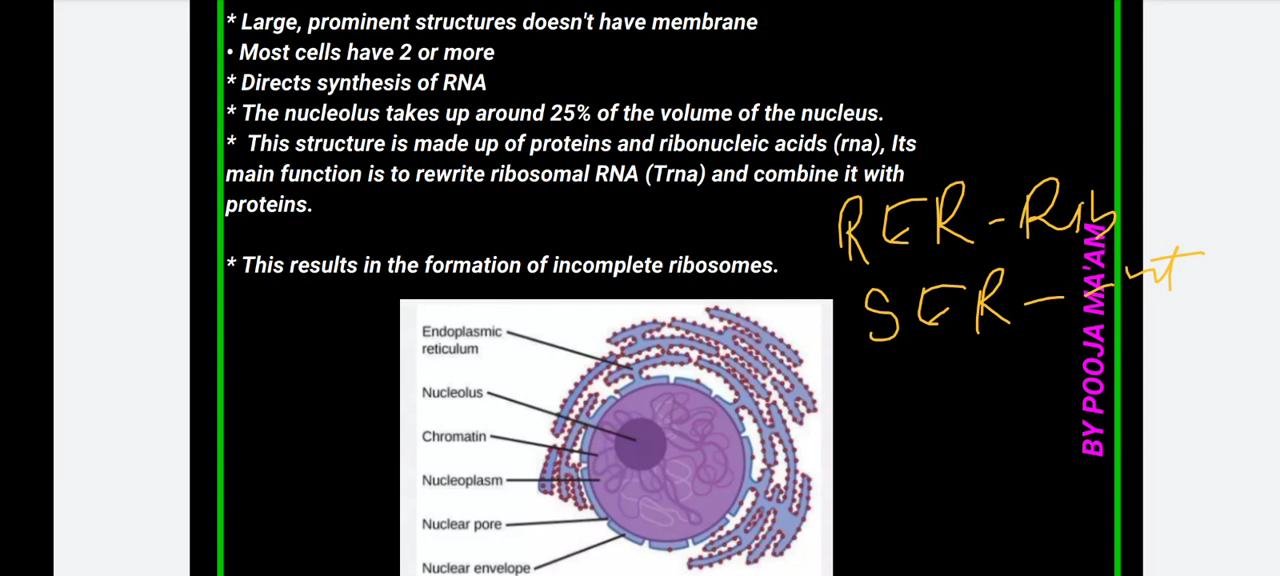 * Large, prominent structures doesn't have membrane
• Most cells have 2 or more
* Directs synthesis of RNA
* The nucleolus takes up around 25% of the volume of the nucleus.
* This structure is made up of proteins and ribonucleic acids (rna), Its
main function is to rewrite ribosomal RNA (Trna) and combine it with
proteins.
* This results in the formation of incomplete ribosomes.
RER - Rib
SER -
BY POOJA MA'AM
Endoplasmic
reticulum
Nucleolus
Chromatin
Nucleoplasm
Nuclear pore
Nuclear envelope